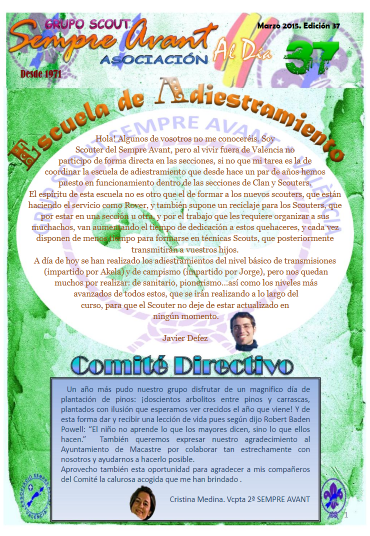 GRUPO SCOUT
Marzo 2015. Edición 37
Sempre Avant
Al Día
37
ASOCIACIÓN
Desde 1971
Escuela de Adiestramiento
Hola! Algunos de vosotros no me conoceréis. Soy
Scouter del Sempre Avant, pero al vivir fuera de València no
participo de forma directa en las secciones, si no que mi tarea es la de
coordinar la escuela de adiestramiento que desde hace un par de años hemos
puesto en funcionamiento dentro de las secciones de Clan y Scouters.
El espíritu de esta escuela no es otro que el de formar a los nuevos scouters, que están
haciendo el servicio como Rover, y también supone un reciclaje para los Scouters, que
por estar en una sección u otra, y por el trabajo que les requiere organizar a sus
muchachos, van aumentando el tiempo de dedicación a estos quehaceres, y cada vez
disponen de menos tiempo para formarse en técnicas Scouts, que posteriormente
transmitirán a vuestros hijos.
A día de hoy se han realizado los adiestramientos del nivel básico de transmisiones
(impartido por Akela) y de campismo (impartido por Jorge), pero nos quedan
muchos por realizar: de sanitario, pionerismo...así como los niveles más
avanzados de todos estos, que se irán realizando a lo largo del
curso, para que el Scouter no deje de estar actualizado en
ningún momento.
Javier Defez
Comité Directivo
Un año más pudo nuestro grupo disfrutar de un magnífico día de
plantación de pinos: ¡doscientos arbolitos entre pinos y carrascas,
plantados con ilusión que esperamos ver crecidos el año que viene! Y de
esta forma dar y recibir una lección de vida pues según dijo Robert Baden
Powell: "El niño no aprende lo que los mayores dicen, sino lo que ellos
hacen." También queremos expresar nuestro agradecimiento al
Ayuntamiento de Macastre por colaborar tan estrechamente con
nosotros y ayudarnos a hacerlo posible.
Aprovecho también esta oportunidad para agradecer a mis compañeros
del Comité la calurosa acogida que me han brindado .
Cristina Medina. Vcpta 2º SEMPRE AVANT